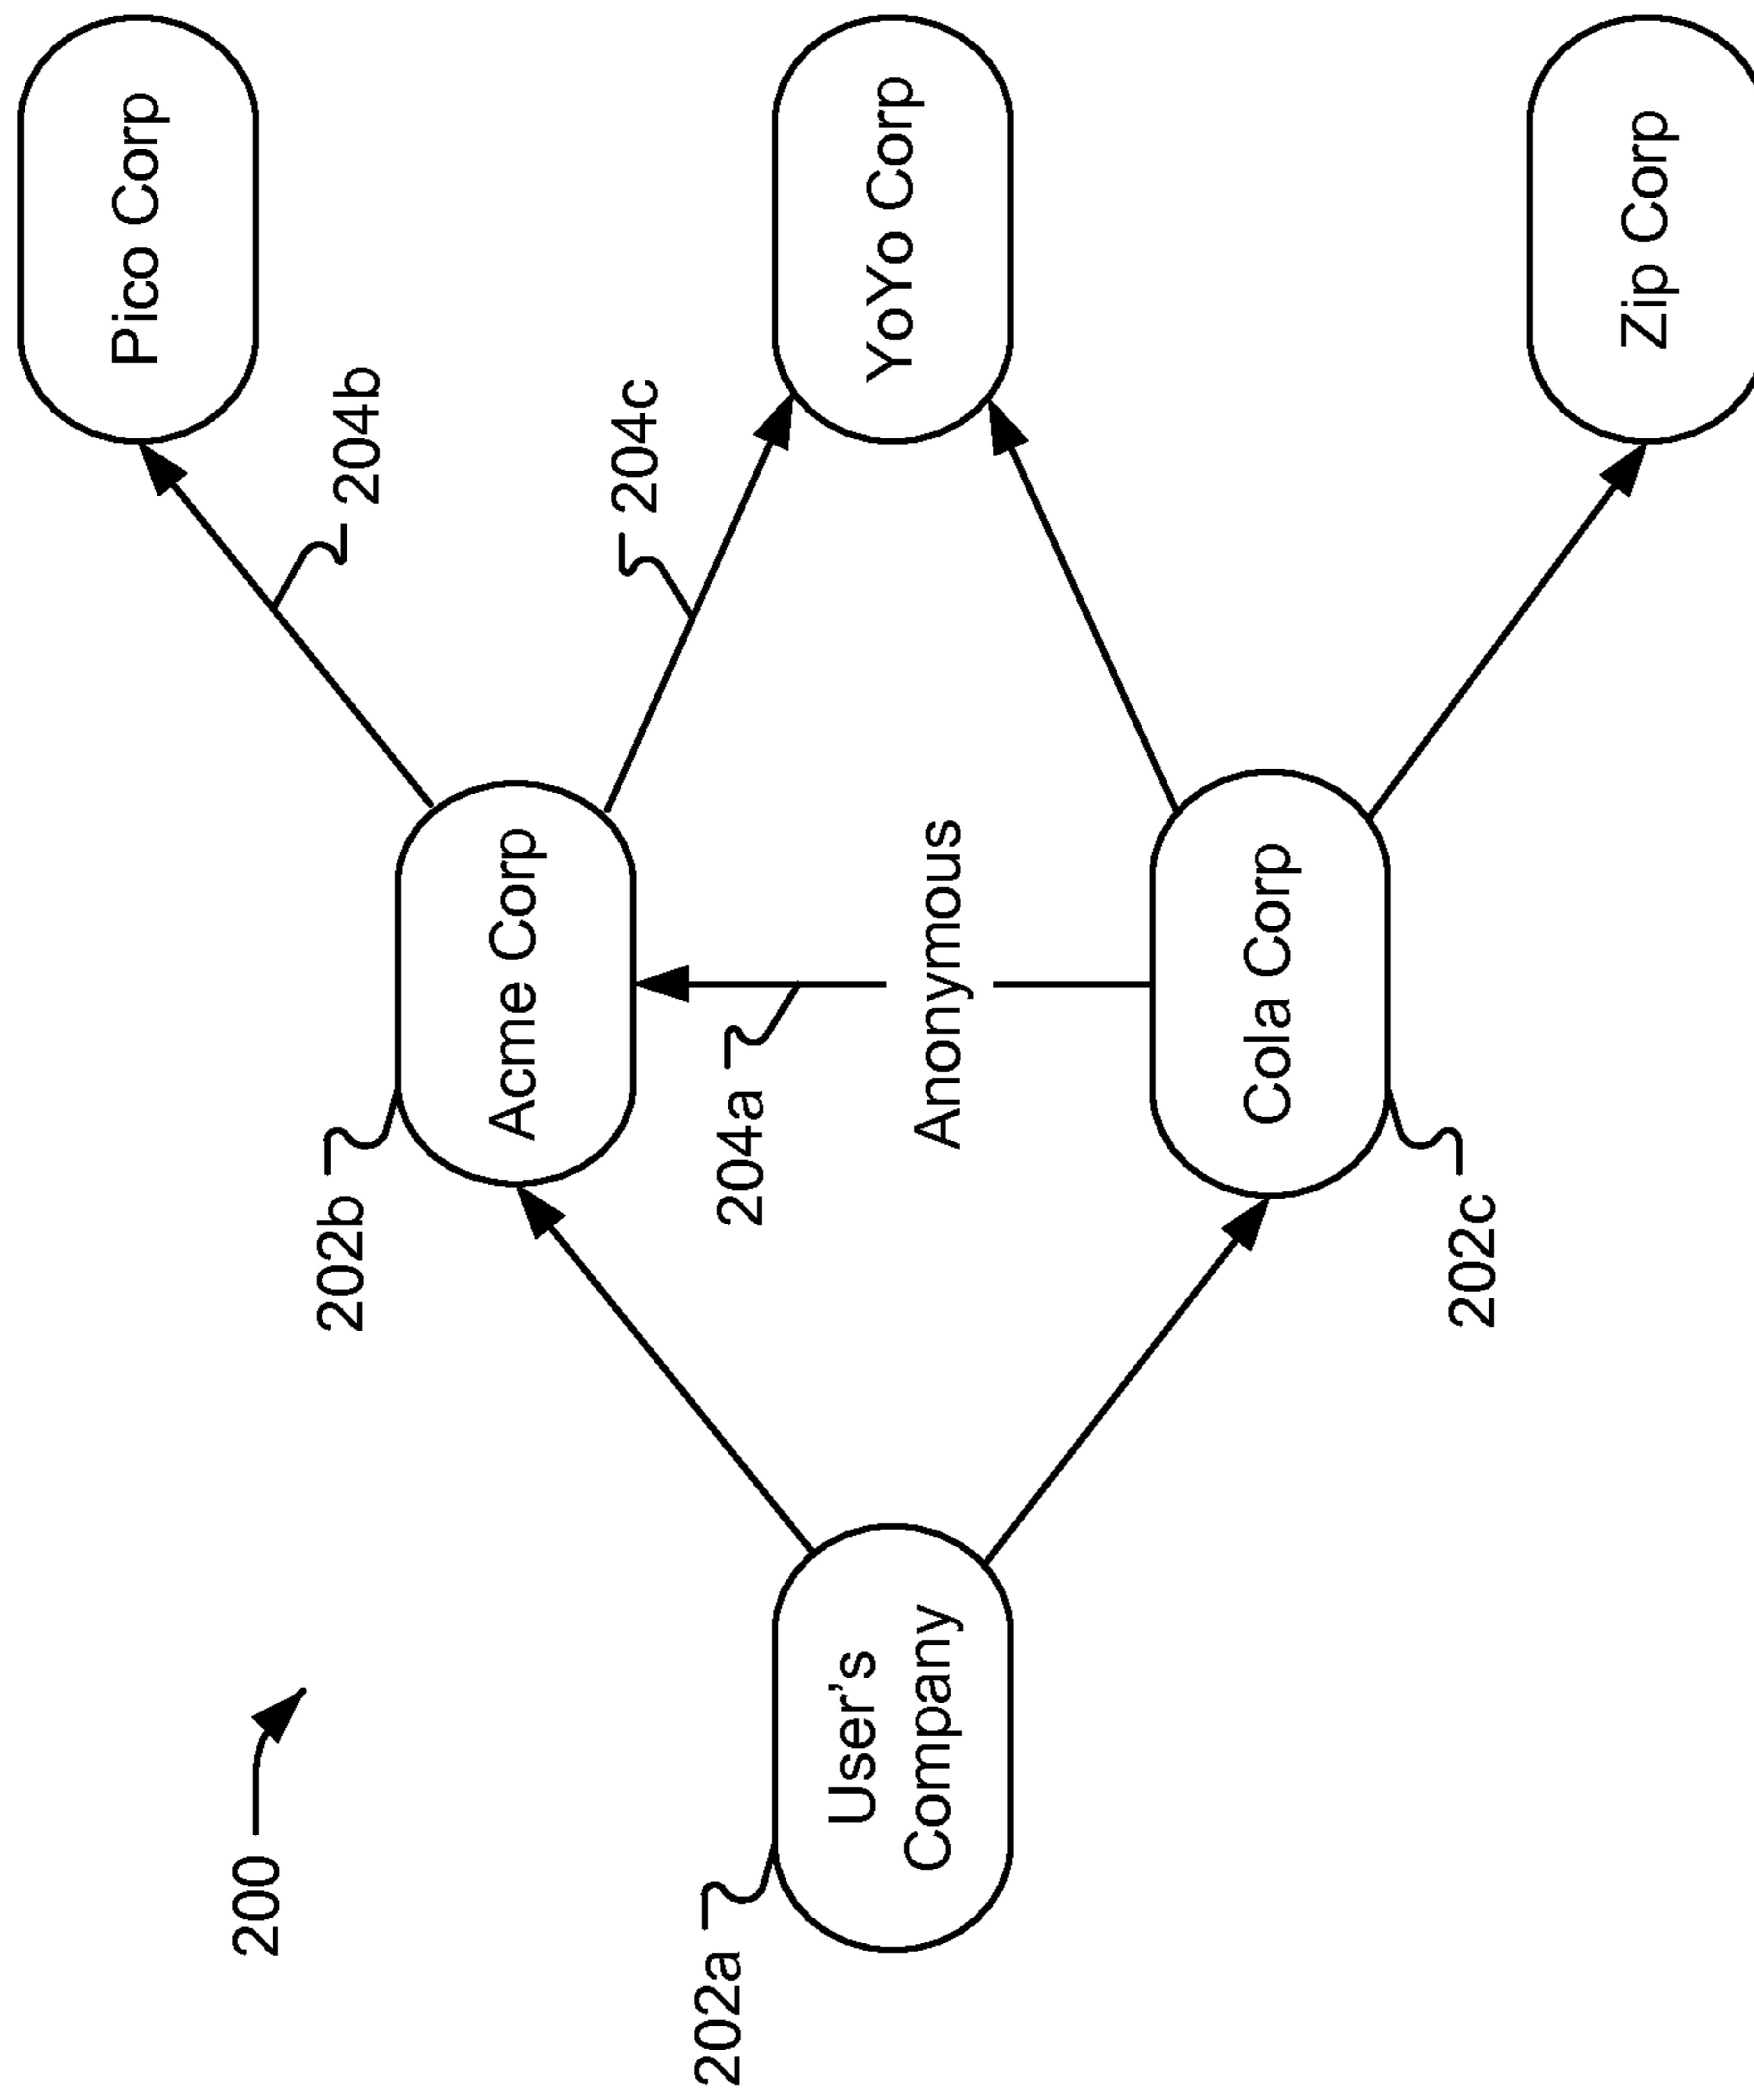 Pico Corp
200
202b
204b
Acme Corp
204c
202a
204a
User's
Company
Anonymous
YoYo Corp
Cola Corp
202c
Zip Corp